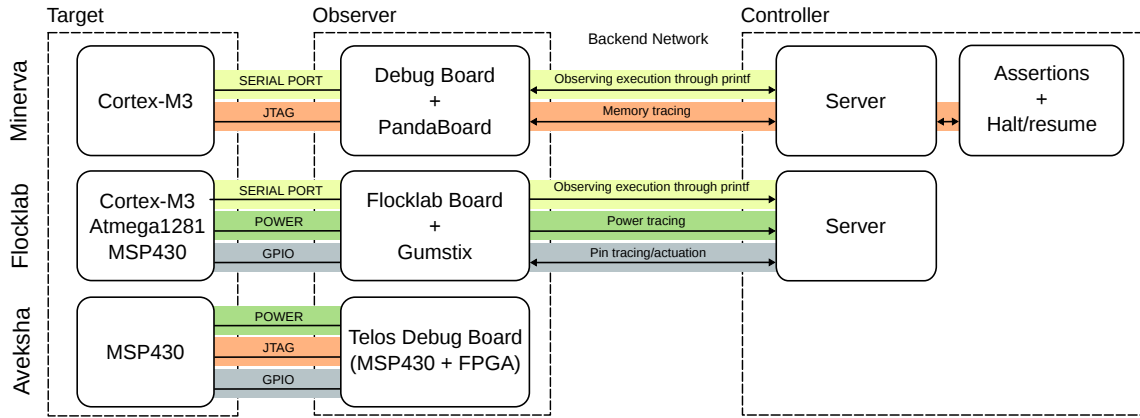 Target
Observer
Controller
Backend Network
Minerva
Cortex-M3
SERIAL PORT
JTAG
Debug Board
+
PandaBoard
Observing execution through printf
Memory tracing
Server
Assertions
+
Halt/resume
Flocklab
Cortex-M3
Atmega1281
MSP430
SERIAL PORT
POWER
GPIO
Flocklab Board
+
Gumstix
Observing execution through printf
Power tracing
Pin tracing/actuation
Server
Aveksha
MSP430
POWER
JTAG
GPIO
Telos Debug Board
(MSP430 + FPGA)